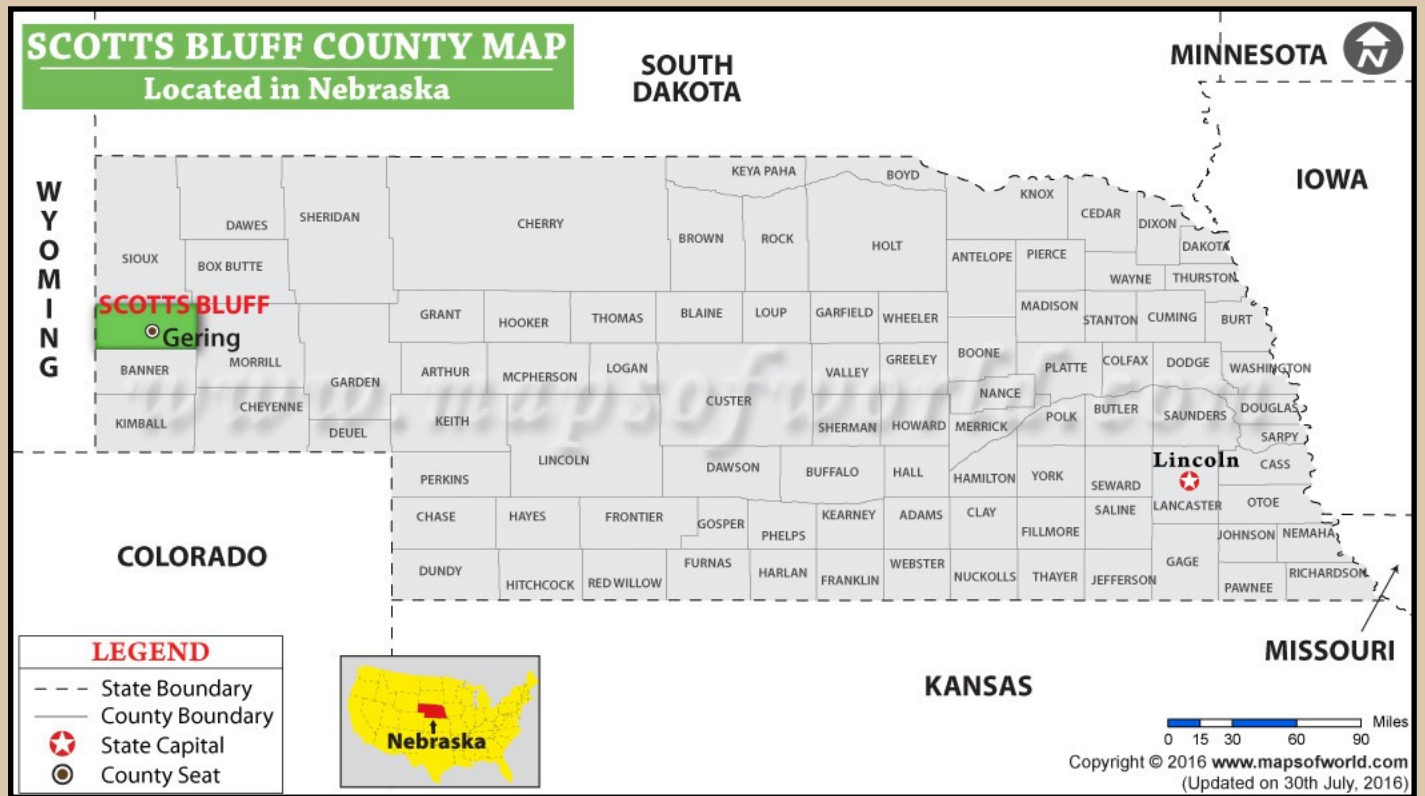 SCOTTS BLUFF COUNTY MAP
Located in Nebraska
SOUTH
DAKOTA
MINNESOTA
N
IOWA
WYOMING
KEYA PAHA
BOYD
KNOX
CEDAR
DIXON
DAKOTA
DAWES
SHERIDAN
CHERRY
BROWN
ROCK
HOLT
ANTELOPE
PIERCE
SIOUX
BOX BUTTE
WAYNE
THURSTON
SCOTTS BLUFF
Gering
GRANT
HOOKER
THOMAS
BLAINE
LOUP
GARFIELD
WHEELER
MADISON
STANTON
CUMING
BURT
BANNER
MORRILL
GARDEN
ARTHUR
MCPHERSON
LOGAN
VALLEY
GREELEY
BOONE
PLATTE
COLFAX
DODGE
WASHINGTON
www.mapsofworld.com
KIMBALL
CHEYENNE
DEUEL
KEITH
CUSTER
SHERMAN
HOWARD
NANCE
MERRICK
POLK
BUTLER
SAUNDERS
DOUGLAS
SARPY
PERKINS
LINCOLN
DAWSON
BUFFALO
HALL
HAMILTON
YORK
SEWARD
Lincoln
LANCASTER
CASS
OTOE
CHASE
HAYES
FRONTIER
GOSPER
PHELPS
KEARNEY
ADAMS
CLAY
FILLMORE
SALINE
JOHNSON
NEMAHA
DUNDY
HITCHCOCK
RED WILLOW
FURNAS
HARLAN
FRANKLIN
WEBSTER
NUCKOLLS
THAYER
JEFFERSON
GAGE
PAWNEE
RICHARDSON
COLORADO
KANSAS
MISSOURI
LEGEND
State Boundary
County Boundary
State Capital
County Seat
Nebraska
Miles
0 15 30 60 90
Copyright © 2016 www.mapsofworld.com
(Updated on 30th July, 2016)